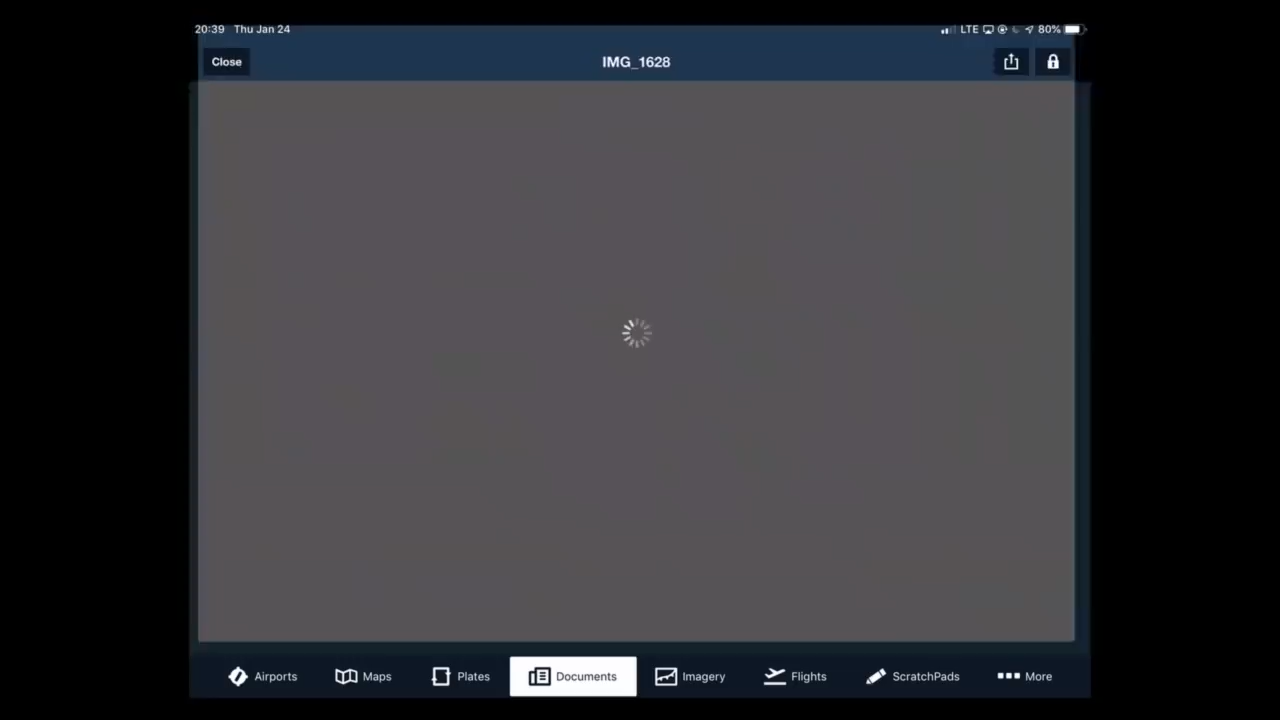 20:39 Thu Jan 24 LTE 80%
Close IMG_1628
Airports Maps Plates Documents Imagery Flights ScratchPads More